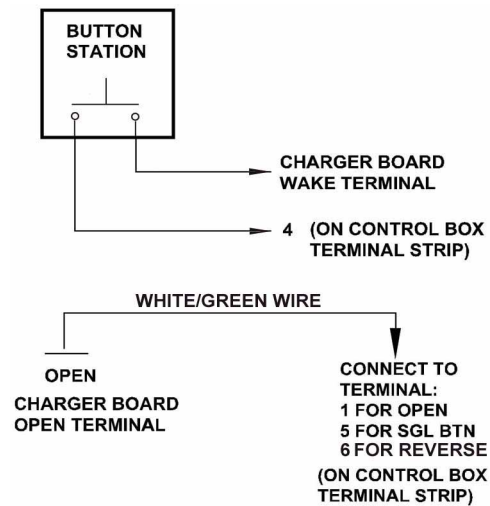 BUTTON
STATION
CHARGER BOARD
WAKE TERMINAL
4 (ON CONTROL BOX
TERMINAL STRIP)
WHITE/GREEN WIRE
OPEN
CHARGER BOARD
OPEN TERMINAL
CONNECT TO
TERMINAL:
1 FOR OPEN
5 FOR SGL BTN
6 FOR REVERSE
(ON CONTROL BOX
TERMINAL STRIP)